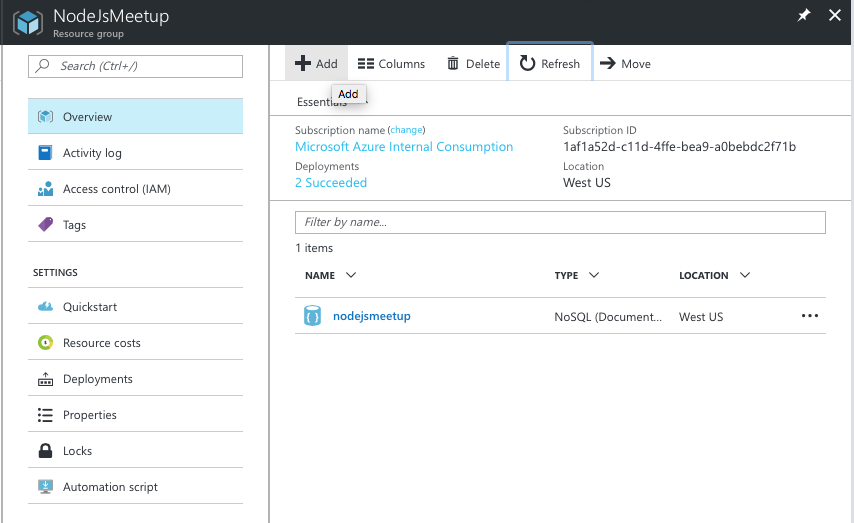 NodeJsMeetup
Resource group
Search (Ctrl+/)
Overview
Activity log
Access control (IAM)
Tags
SETTINGS
Quickstart
Resource costs
Deployments
Properties
Locks
Automation script
Add Columns Delete Refresh Move
Add
Essentials
Subscription name (change) Subscription ID
Microsoft Azure Internal Consumption 1af1a52d-c11d-4ffe-bea9-a0bebdc2f71b
Deployments Location
2 Succeeded West US
Filter by name...
1 items
NAME TYPE LOCATION
nodejsmeetup NoSQL (Document... West US ...